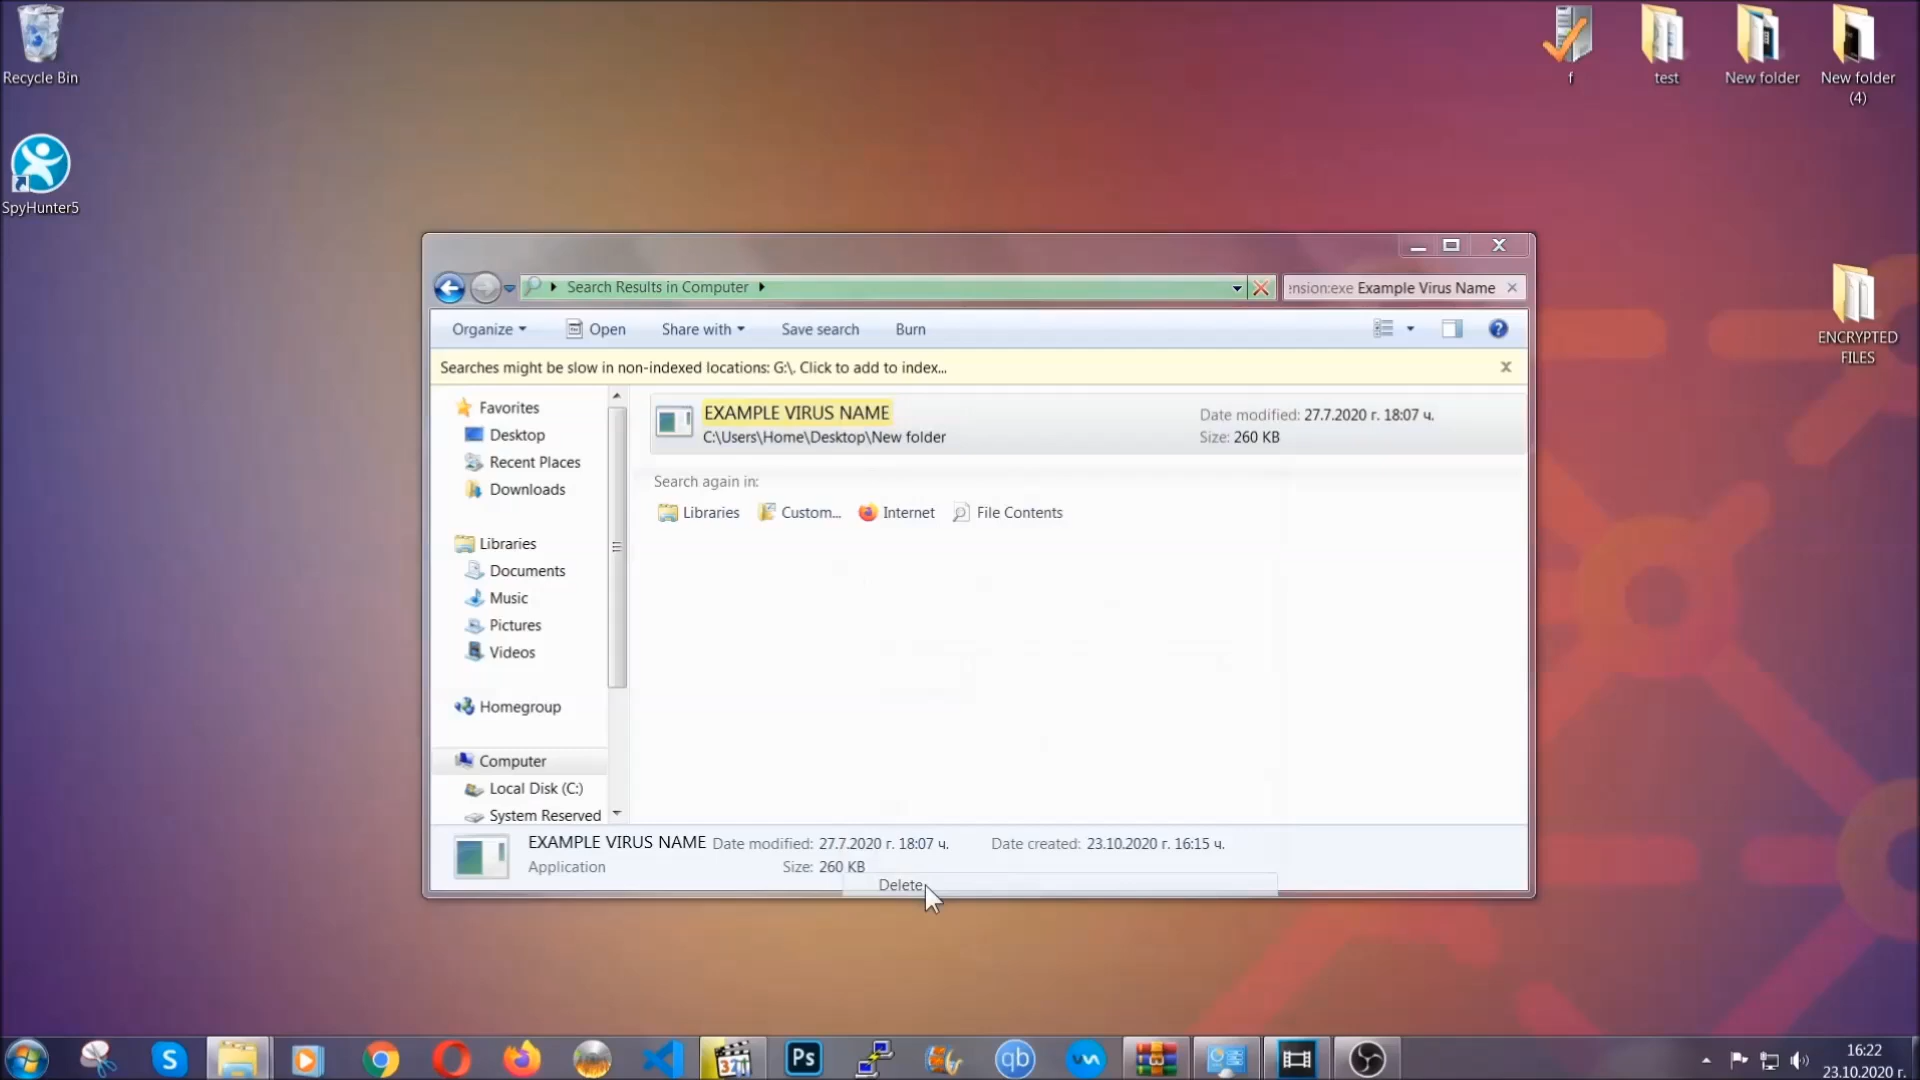 Recycle Bin
SpyHunter5
f
test
New folder
New folder
(4)
ENCRYPTED
FILES
Search Results in Computer
ension:exe Example Virus Name
Organize
Open
Share with
Save search
Burn
Searches might be slow in non-indexed locations: G:\. Click to add to index...
Favorites
Desktop
Recent Places
Downloads
Libraries
Documents
Music
Pictures
Videos
Homegroup
Computer
Local Disk (C:)
System Reserved
EXAMPLE VIRUS NAME
C:\Users\Home\Desktop\New folder
Date modified: 27.7.2020 г. 18:07 ч.
Size: 260 KB
Search again in:
Libraries
Custom...
Internet
File Contents
EXAMPLE VIRUS NAME Date modified: 27.7.2020 г. 18:07 ч. Date created: 23.10.2020 г. 16:15 ч.
Application Size: 260 KB
Delete
321
Ps
qb
16:22
23.10.2020 г.